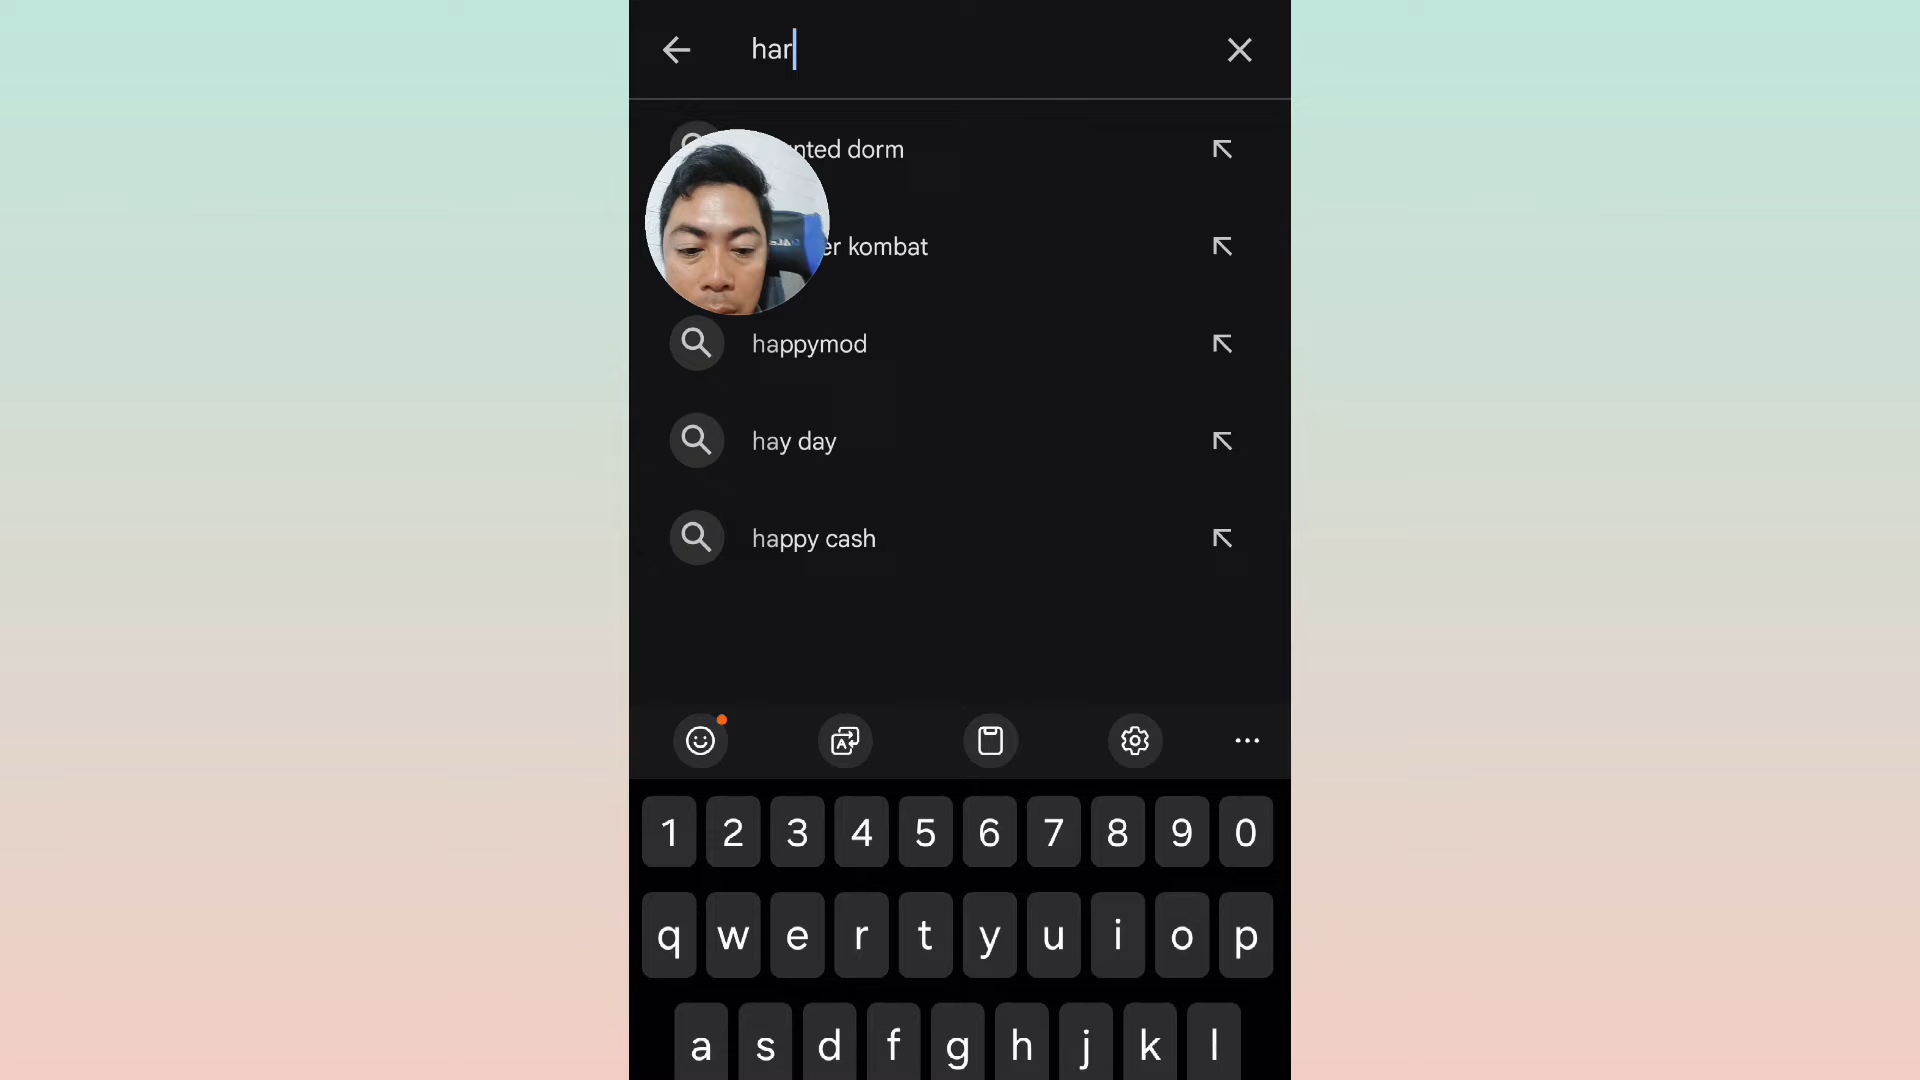 har
nted dorm
er kombat
happymod
hay day
happy cash
1 2 3 4 5 6 7 8 9 0
q w e r t y u i o p
a s d f g h j k l